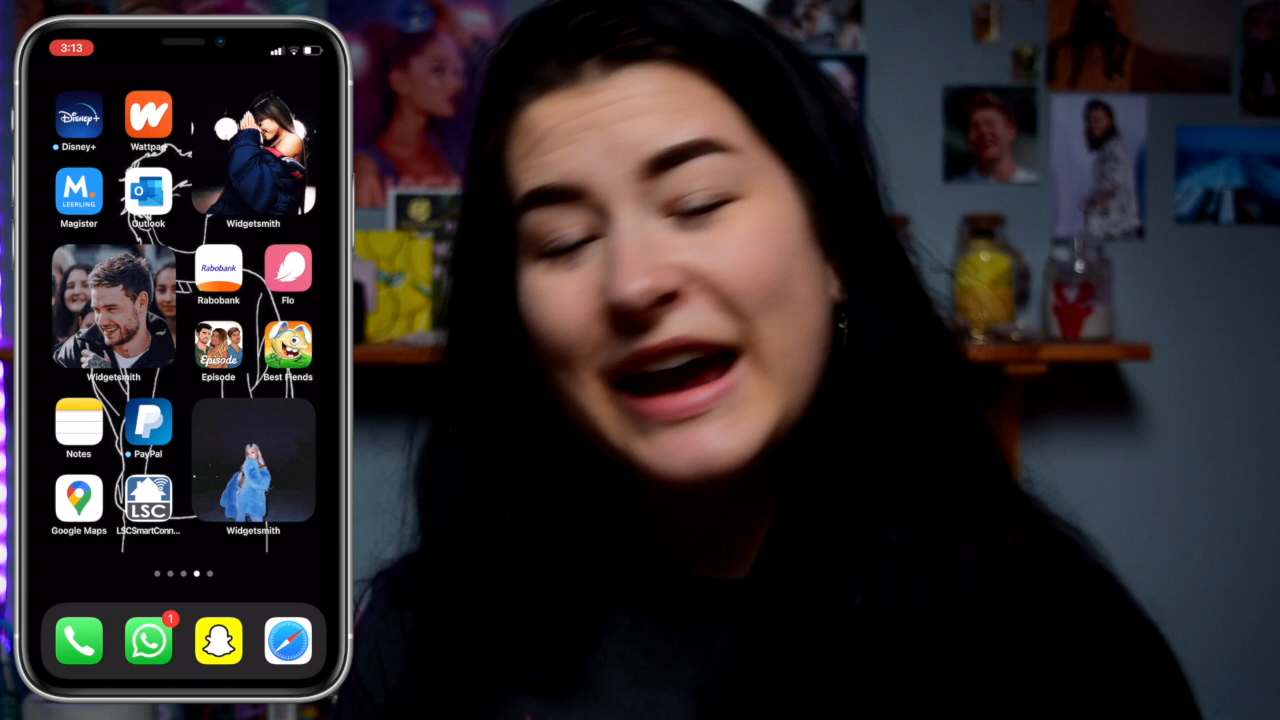 3:13
Disney+
Disney+
Wattpad
M.
LEERLING
Magister
Outlook
Widgetsmith
Widgetsmith
Rabobank
Rabobank
Flo
Episode
Episode
Best Fiends
Notes
PayPal
Google Maps
LSC
LSCSmartConn...
Widgetsmith
1